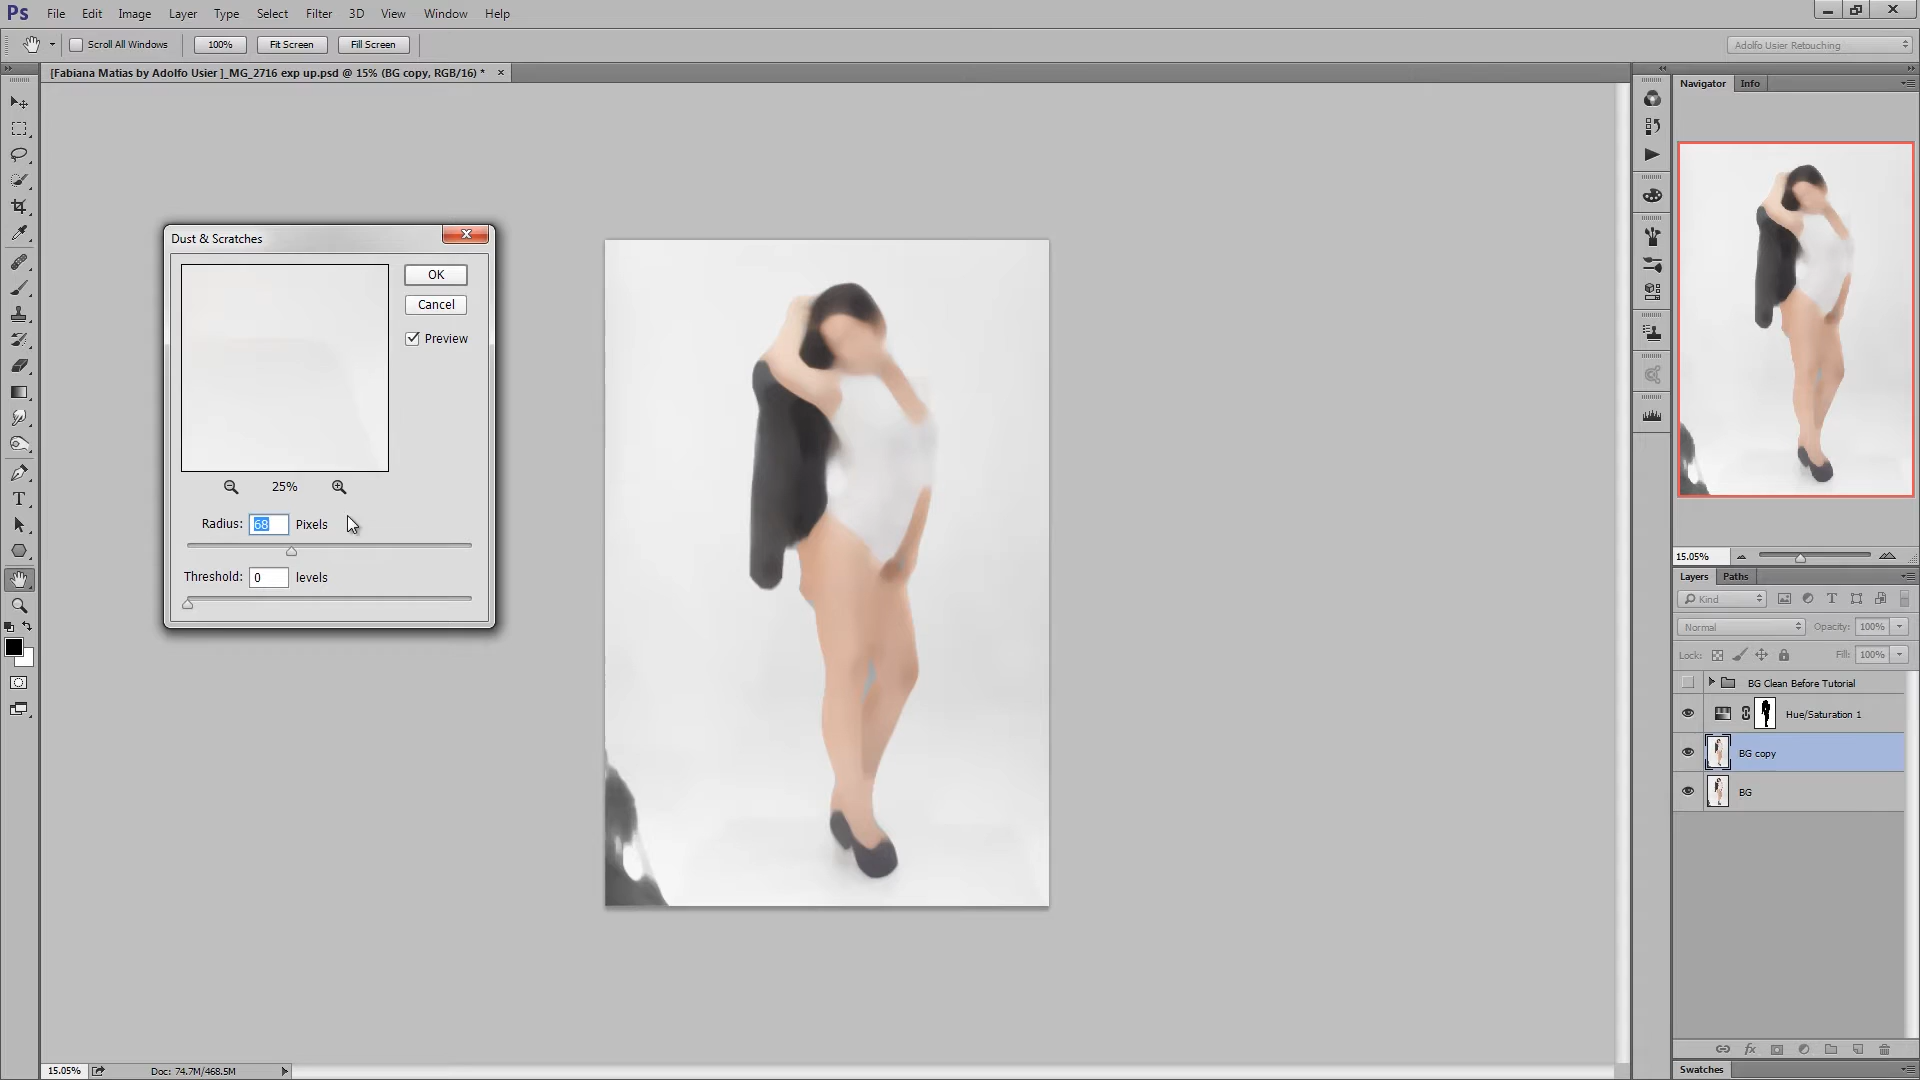 Ps File Edit Image Layer Type Select Filter 3D View Window Help
Scroll All Windows 100% Fit Screen Fill Screen Adolfo Usier Retouching
[Fabiana Matias by Adolfo Usier ]_MG_2716 exp up.psd @ 15% (BG copy, RGB/16) * ×
Navigator Info
Dust & Scratches
OK
Cancel
Preview
25%
Radius: 68 Pixels
Threshold: 0 levels
15.05%
Layers Paths
Kind
Normal Opacity: 100%
Lock: Fill: 100%
BG Clean Before Tutorial
Hue/Saturation 1
BG copy
BG
fx
Swatches
15.05% Doc: 74.7M/468.5M